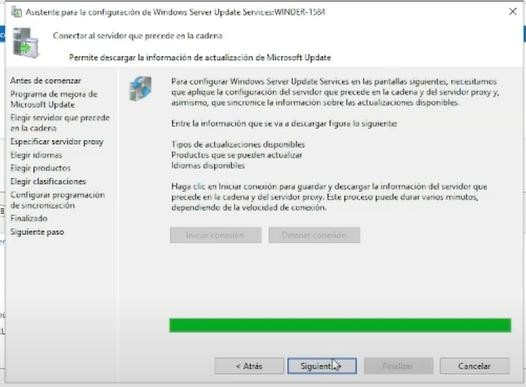 Asistente para la configuración de Windows Server Update Services:WINDER-1584
Conectar al servidor que precede en la cadena
Permite descargar la información de actualización de Microsoft Update
Antes de comenzar
Programa de mejora de
Microsoft Update
Elegir servidor que precede
en la cadena
Especificar servidor proxy
Elegir idiomas
Elegir productos
Elegir clasificaciones
Configurar programación
de sincronización
Finalizado
Siguiente paso
Para configurar Windows Server Update Services en las pantallas siguientes, necesitamos
que aplique la configuración del servidor que precede en la cadena y del servidor proxy y,
asimismo, que sincronice la información sobre las actualizaciones disponibles.
Entre la información que se va a descargar figura lo siguiente:
Tipos de actualizaciones disponibles
Productos que se pueden actualizar
Idiomas disponibles
Haga clic en Iniciar conexión para guardar y descargar la información del servidor que
precede en la cadena y del servidor proxy. Este proceso puede durar varios minutos,
dependiendo de la velocidad de conexión.
Iniciar conexión
Detener conexión
< Atrás
Siguiente >
Finalizar
Cancelar